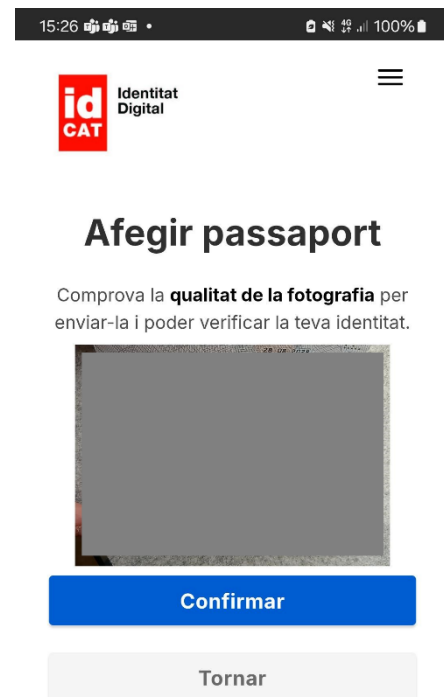 15:26
4G 100%
id
CAT
Identitat
Digital
Afegir passaport
Comprova la qualitat de la fotografia per
enviar-la i poder verificar la teva identitat.
Confirmar
Tornar